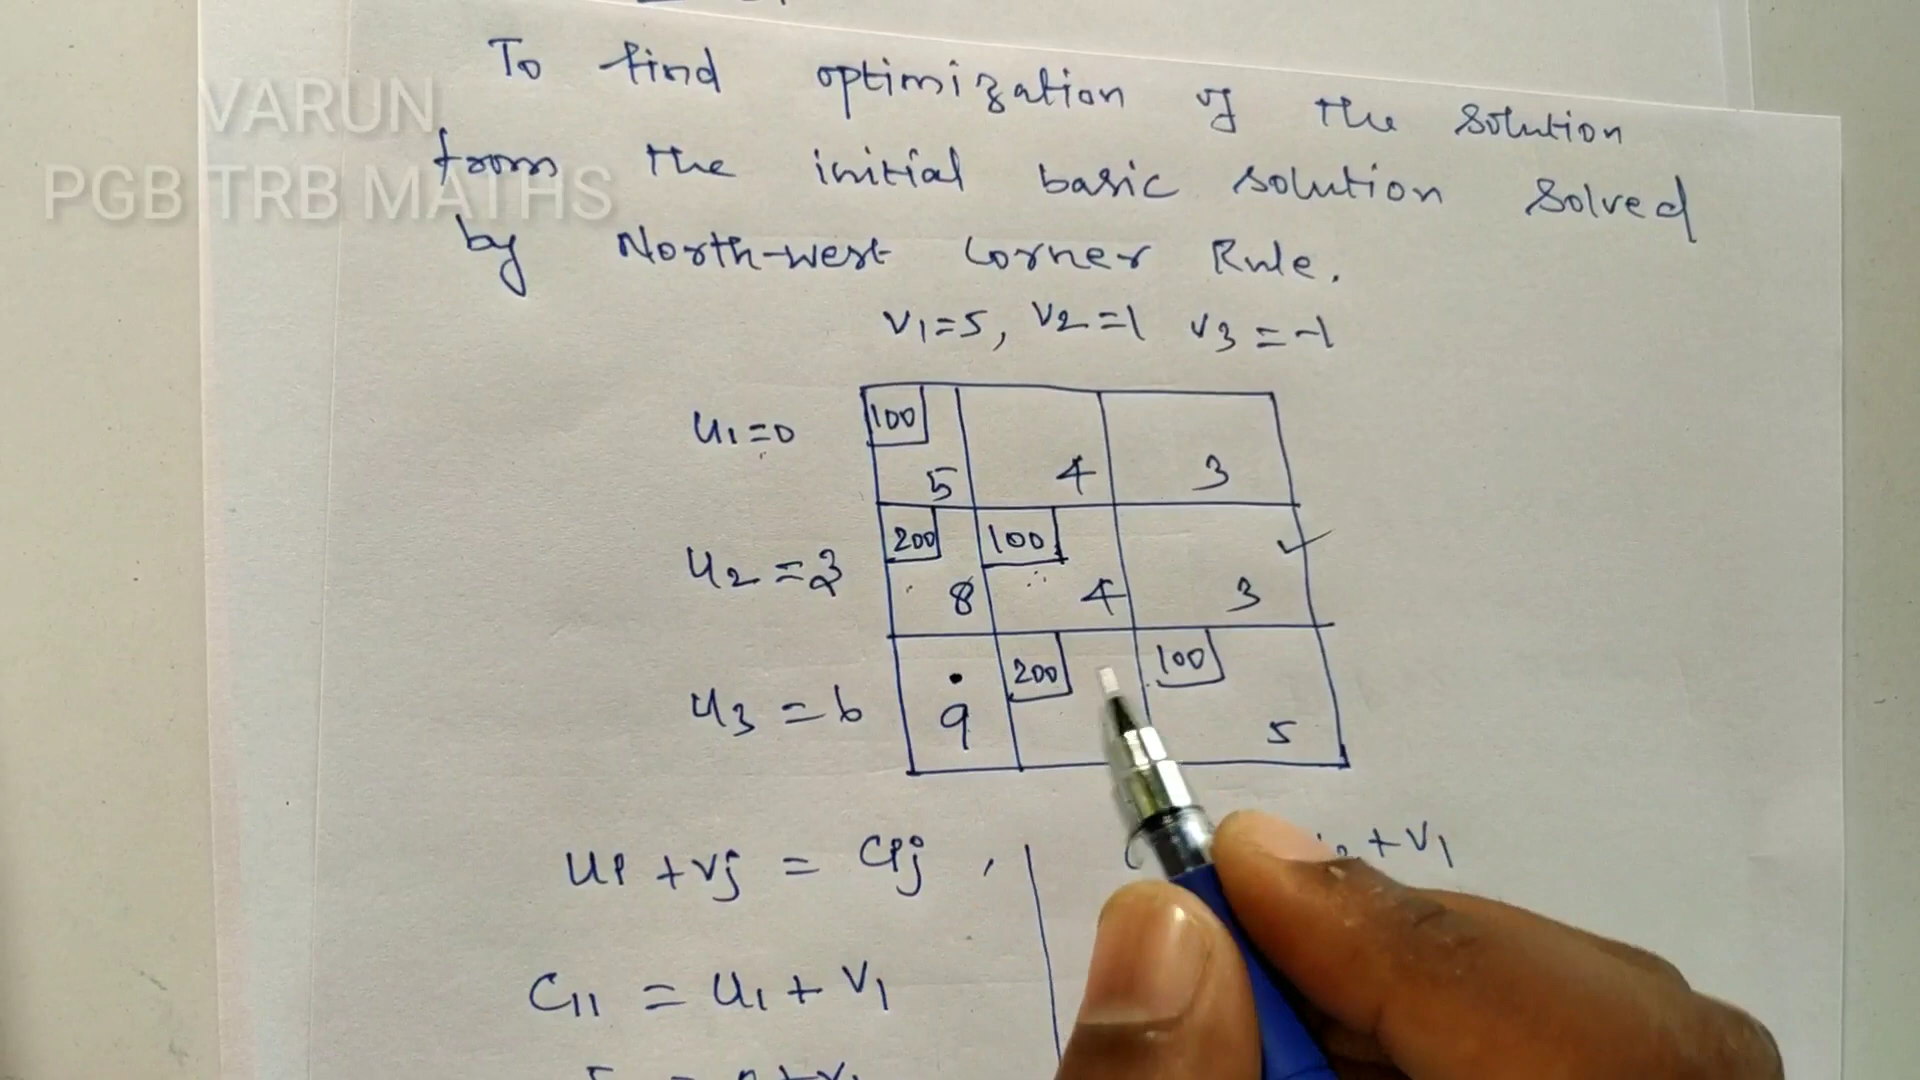 VARUN
PGB TRB MATHS
To find optimization of the solution
from the initial basic solution solved
by North-west Corner Rule.
V1=5, V2=1 V3=-1
U1=0 100 5 4 3
U2=3 200 8 100 4 3 ✓
U3=6 9 200 100 5
Ui+Vj = Cij, +V1
C11 = U1+V1